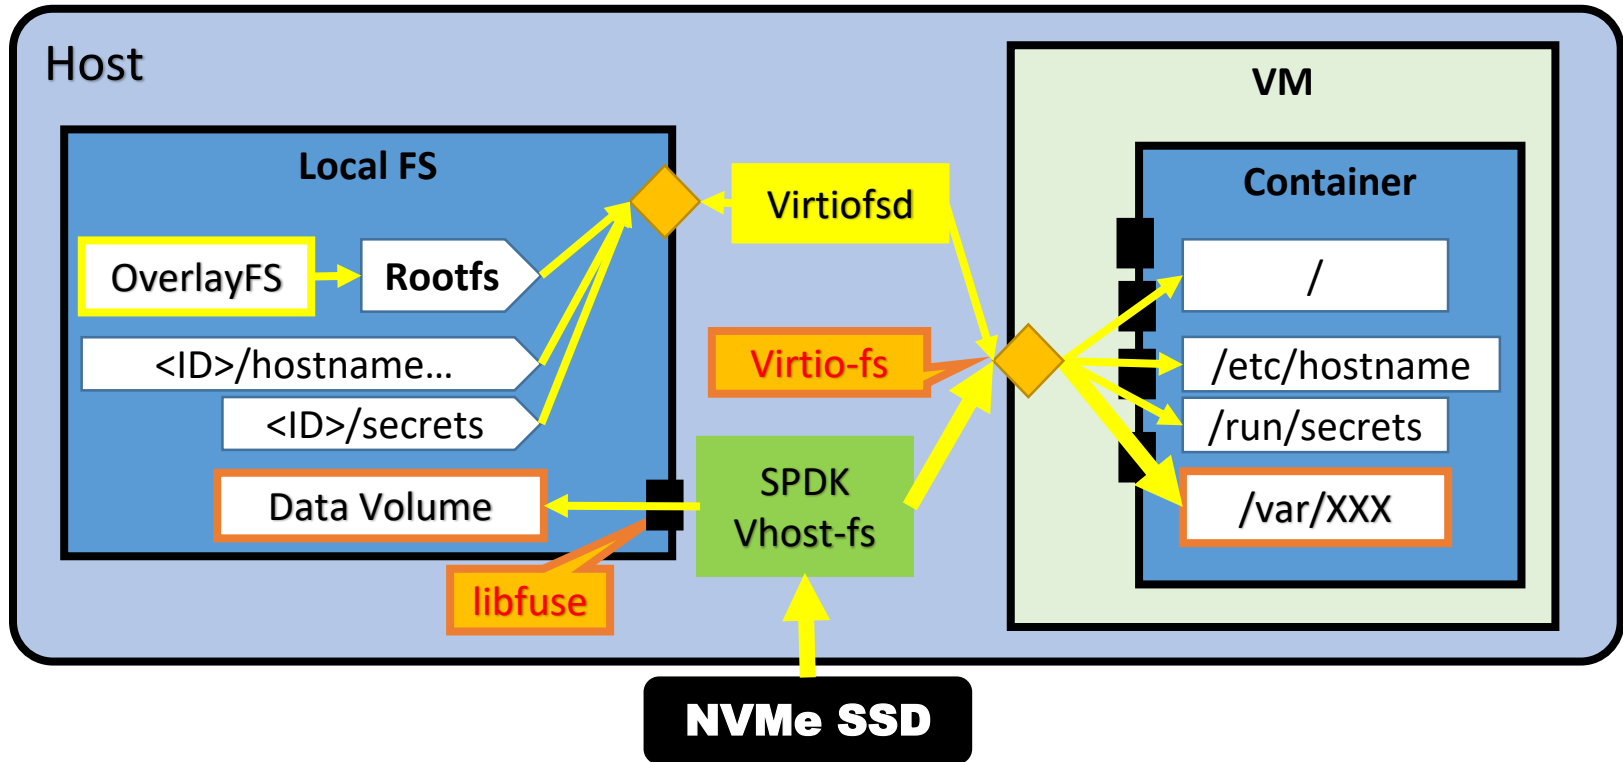 Host
Local FS
OverlayFS
Rootfs
<ID>/hostname...
<ID>/secrets
Data Volume
libfuse
Virtiofsd
Virtio-fs
SPDK
Vhost-fs
NVMe SSD
VM
Container
/
/etc/hostname
/run/secrets
/var/XXX